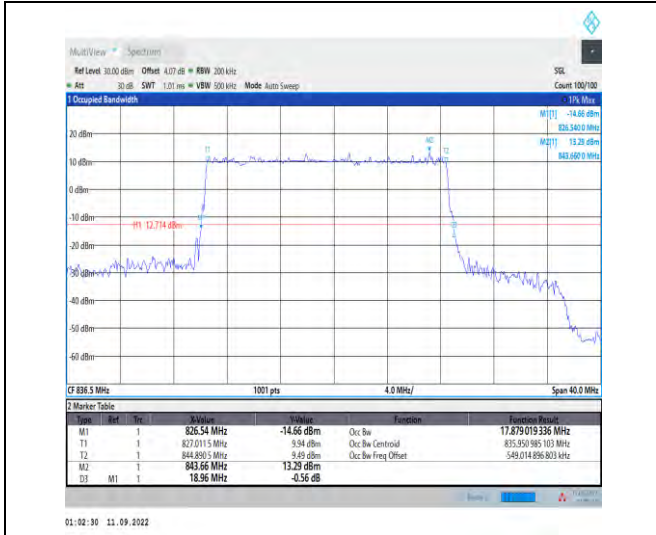 MultiView Spectrum
Ref Level 30.00 dBm Offset 4.07 dB RBW 200 kHz SGL
Att 30 dB SWT 1.01 ms VBW 500 kHz Mode Auto Sweep Count 100/100
1 Occupied Bandwidth 1Pk Max
M1[1] -14.66 dBm
826.540 0 MHz
M2[1] 13.29 dBm
843.660 0 MHz
20 dBm
M2
T1 T2
10 dBm
0 dBm
-10 dBm
M1
H1 12.714 dBm
D3
-20 dBm
-30 dBm
-40 dBm
-50 dBm
-60 dBm
CF 836.5 MHz 1001 pts 4.0 MHz/ Span 40.0 MHz
2 Marker Table
Type Ref Trc X-Value Y-Value Function Function Result
M1 1 826.54 MHz -14.66 dBm Occ Bw 17.879 019 336 MHz
T1 1 827.0115 MHz 9.94 dBm Occ Bw Centroid 835.950 985 103 MHz
T2 1 844.8905 MHz 9.49 dBm Occ Bw Freq Offset -549.014 896 803 kHz
M2 1 843.66 MHz 13.29 dBm
D3 M1 1 18.96 MHz -0.56 dB
01:02:30 11.09.2022